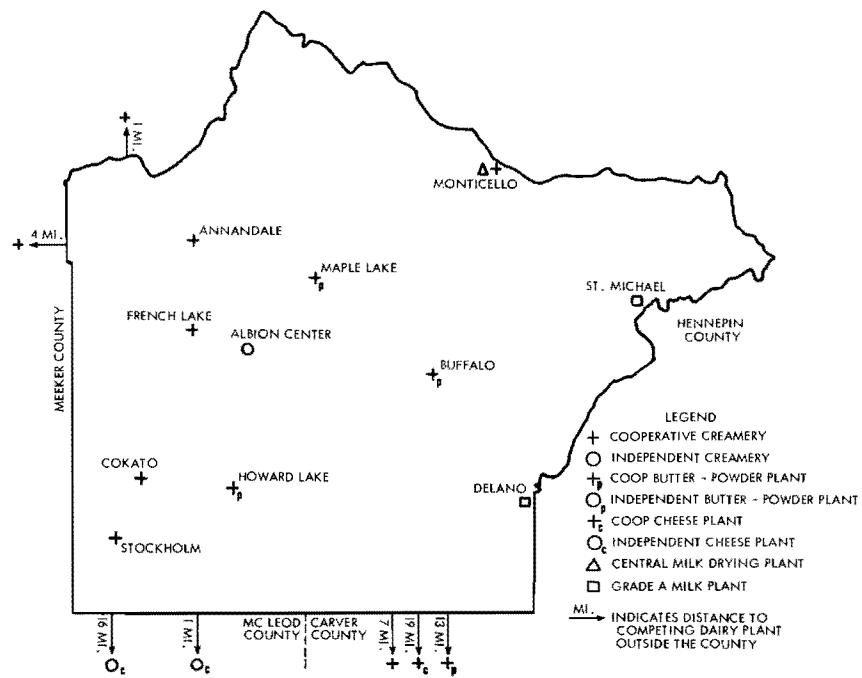 1 MI.
MONTICELLO
4 MI.
ANNANDALE
MAPLE LAKE
p
ST. MICHAEL
FRENCH LAKE
ALBION CENTER
HENNEPIN
COUNTY
MEEKER COUNTY
BUFFALO
p
LEGEND
COOPERATIVE CREAMERY
INDEPENDENT CREAMERY
p COOP BUTTER - POWDER PLANT
p INDEPENDENT BUTTER - POWDER PLANT
c COOP CHEESE PLANT
c INDEPENDENT CHEESE PLANT
CENTRAL MILK DRYING PLANT
GRADE A MILK PLANT
MI. INDICATES DISTANCE TO
COMPETING DAIRY PLANT
OUTSIDE THE COUNTY
COKATO
HOWARD LAKE
p
DELANO
STOCKHOLM
MC LEOD
COUNTY
CARVER
COUNTY
16 MI.
c
1 MI.
c
7 MI.
19 MI.
c
13 MI.
p